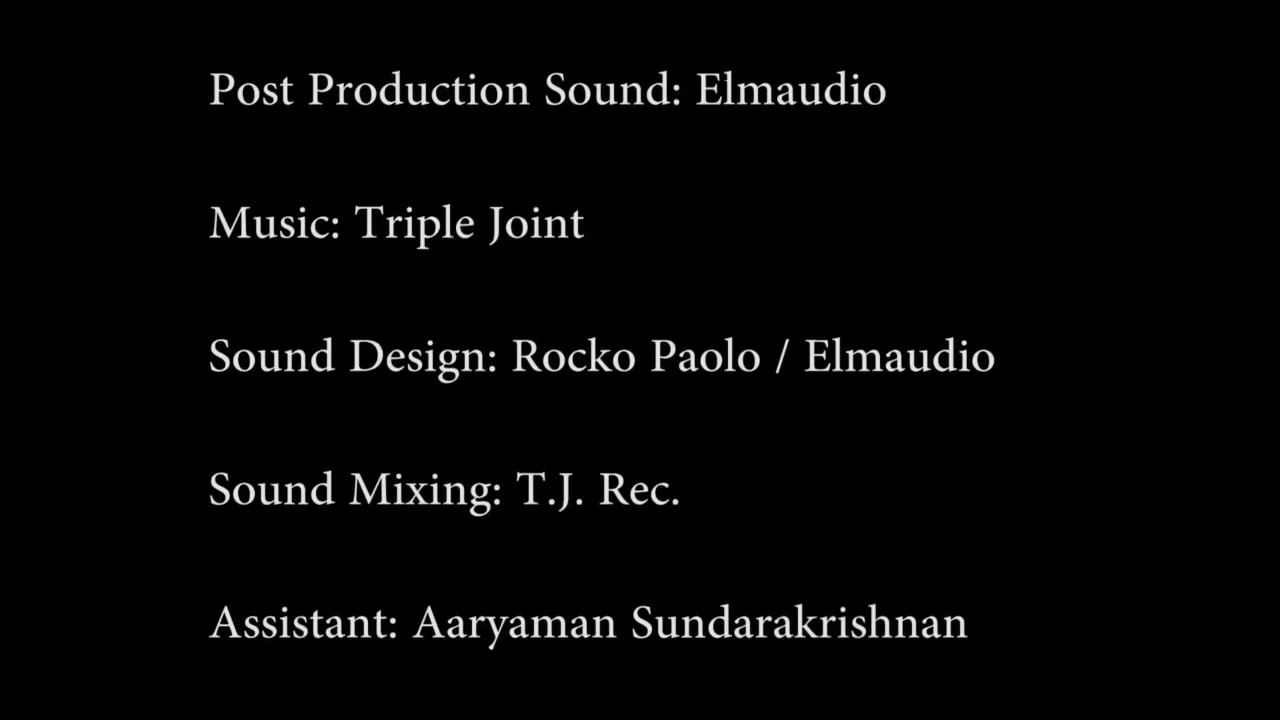 Post Production Sound: Elmaudio
Music: Triple Joint
Sound Design: Rocko Paolo / Elmaudio
Sound Mixing: T.J. Rec.
Assistant: Aaryaman Sundarakrishnan